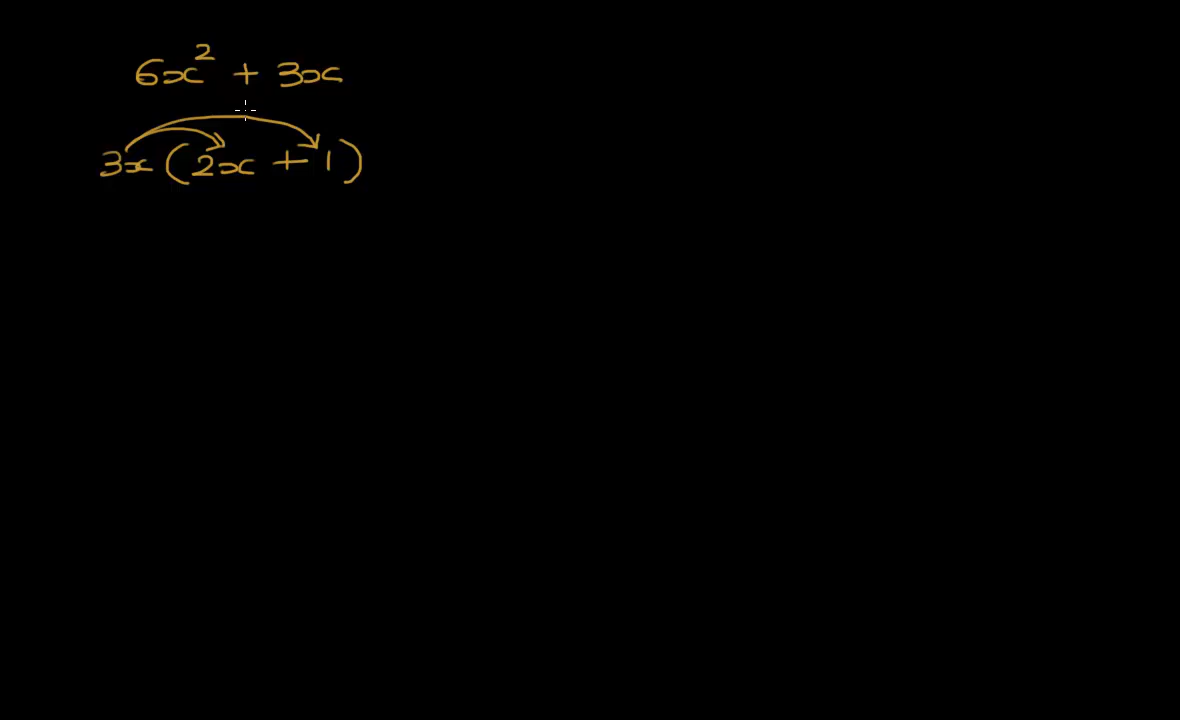 6x² + 3x
3x(2x + 1)